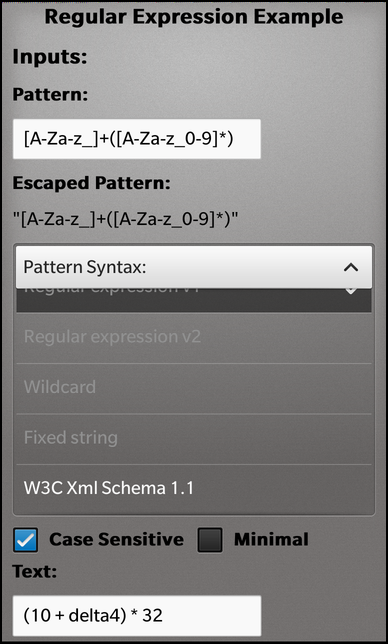 Regular Expression Example
Inputs:
Pattern:
[A-Za-z_]+([A-Za-z_0-9]*)
Escaped Pattern:
"[A-Za-z_]+([A-Za-z_0-9]*)"
Pattern Syntax:
Regular expression v1
Regular expression v2
Wildcard
Fixed string
W3C Xml Schema 1.1
Case Sensitive
Minimal
Text:
(10 + delta4) * 32